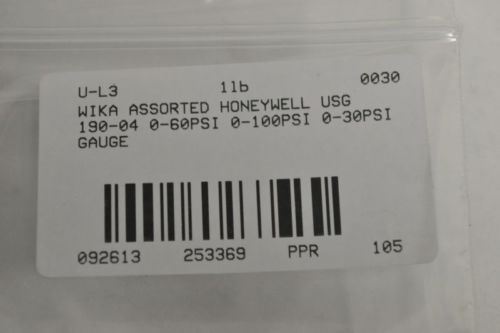 U-L3 1lb 0030
WIKA ASSORTED HONEYWELL USG
190-04 0-60PSI 0-100PSI 0-30PSI
GAUGE
092613 253369 PPR 105